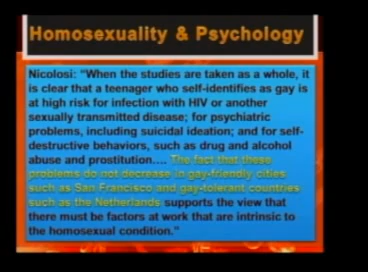 Homosexuality & Psychology
Nicolosi: "When the studies are taken as a whole, it
is clear that a teenager who self-identifies as gay is
at high risk for infection with HIV or another
sexually transmitted disease; for psychiatric
problems, including suicidal ideation; and for self-
destructive behaviors, such as drug and alcohol
abuse and prostitution.... The fact that these
problems do not decrease in gay-friendly cities
such as San Francisco and gay-tolerant countries
such as the Netherlands supports the view that
there must be factors at work that are intrinsic to
the homosexual condition."